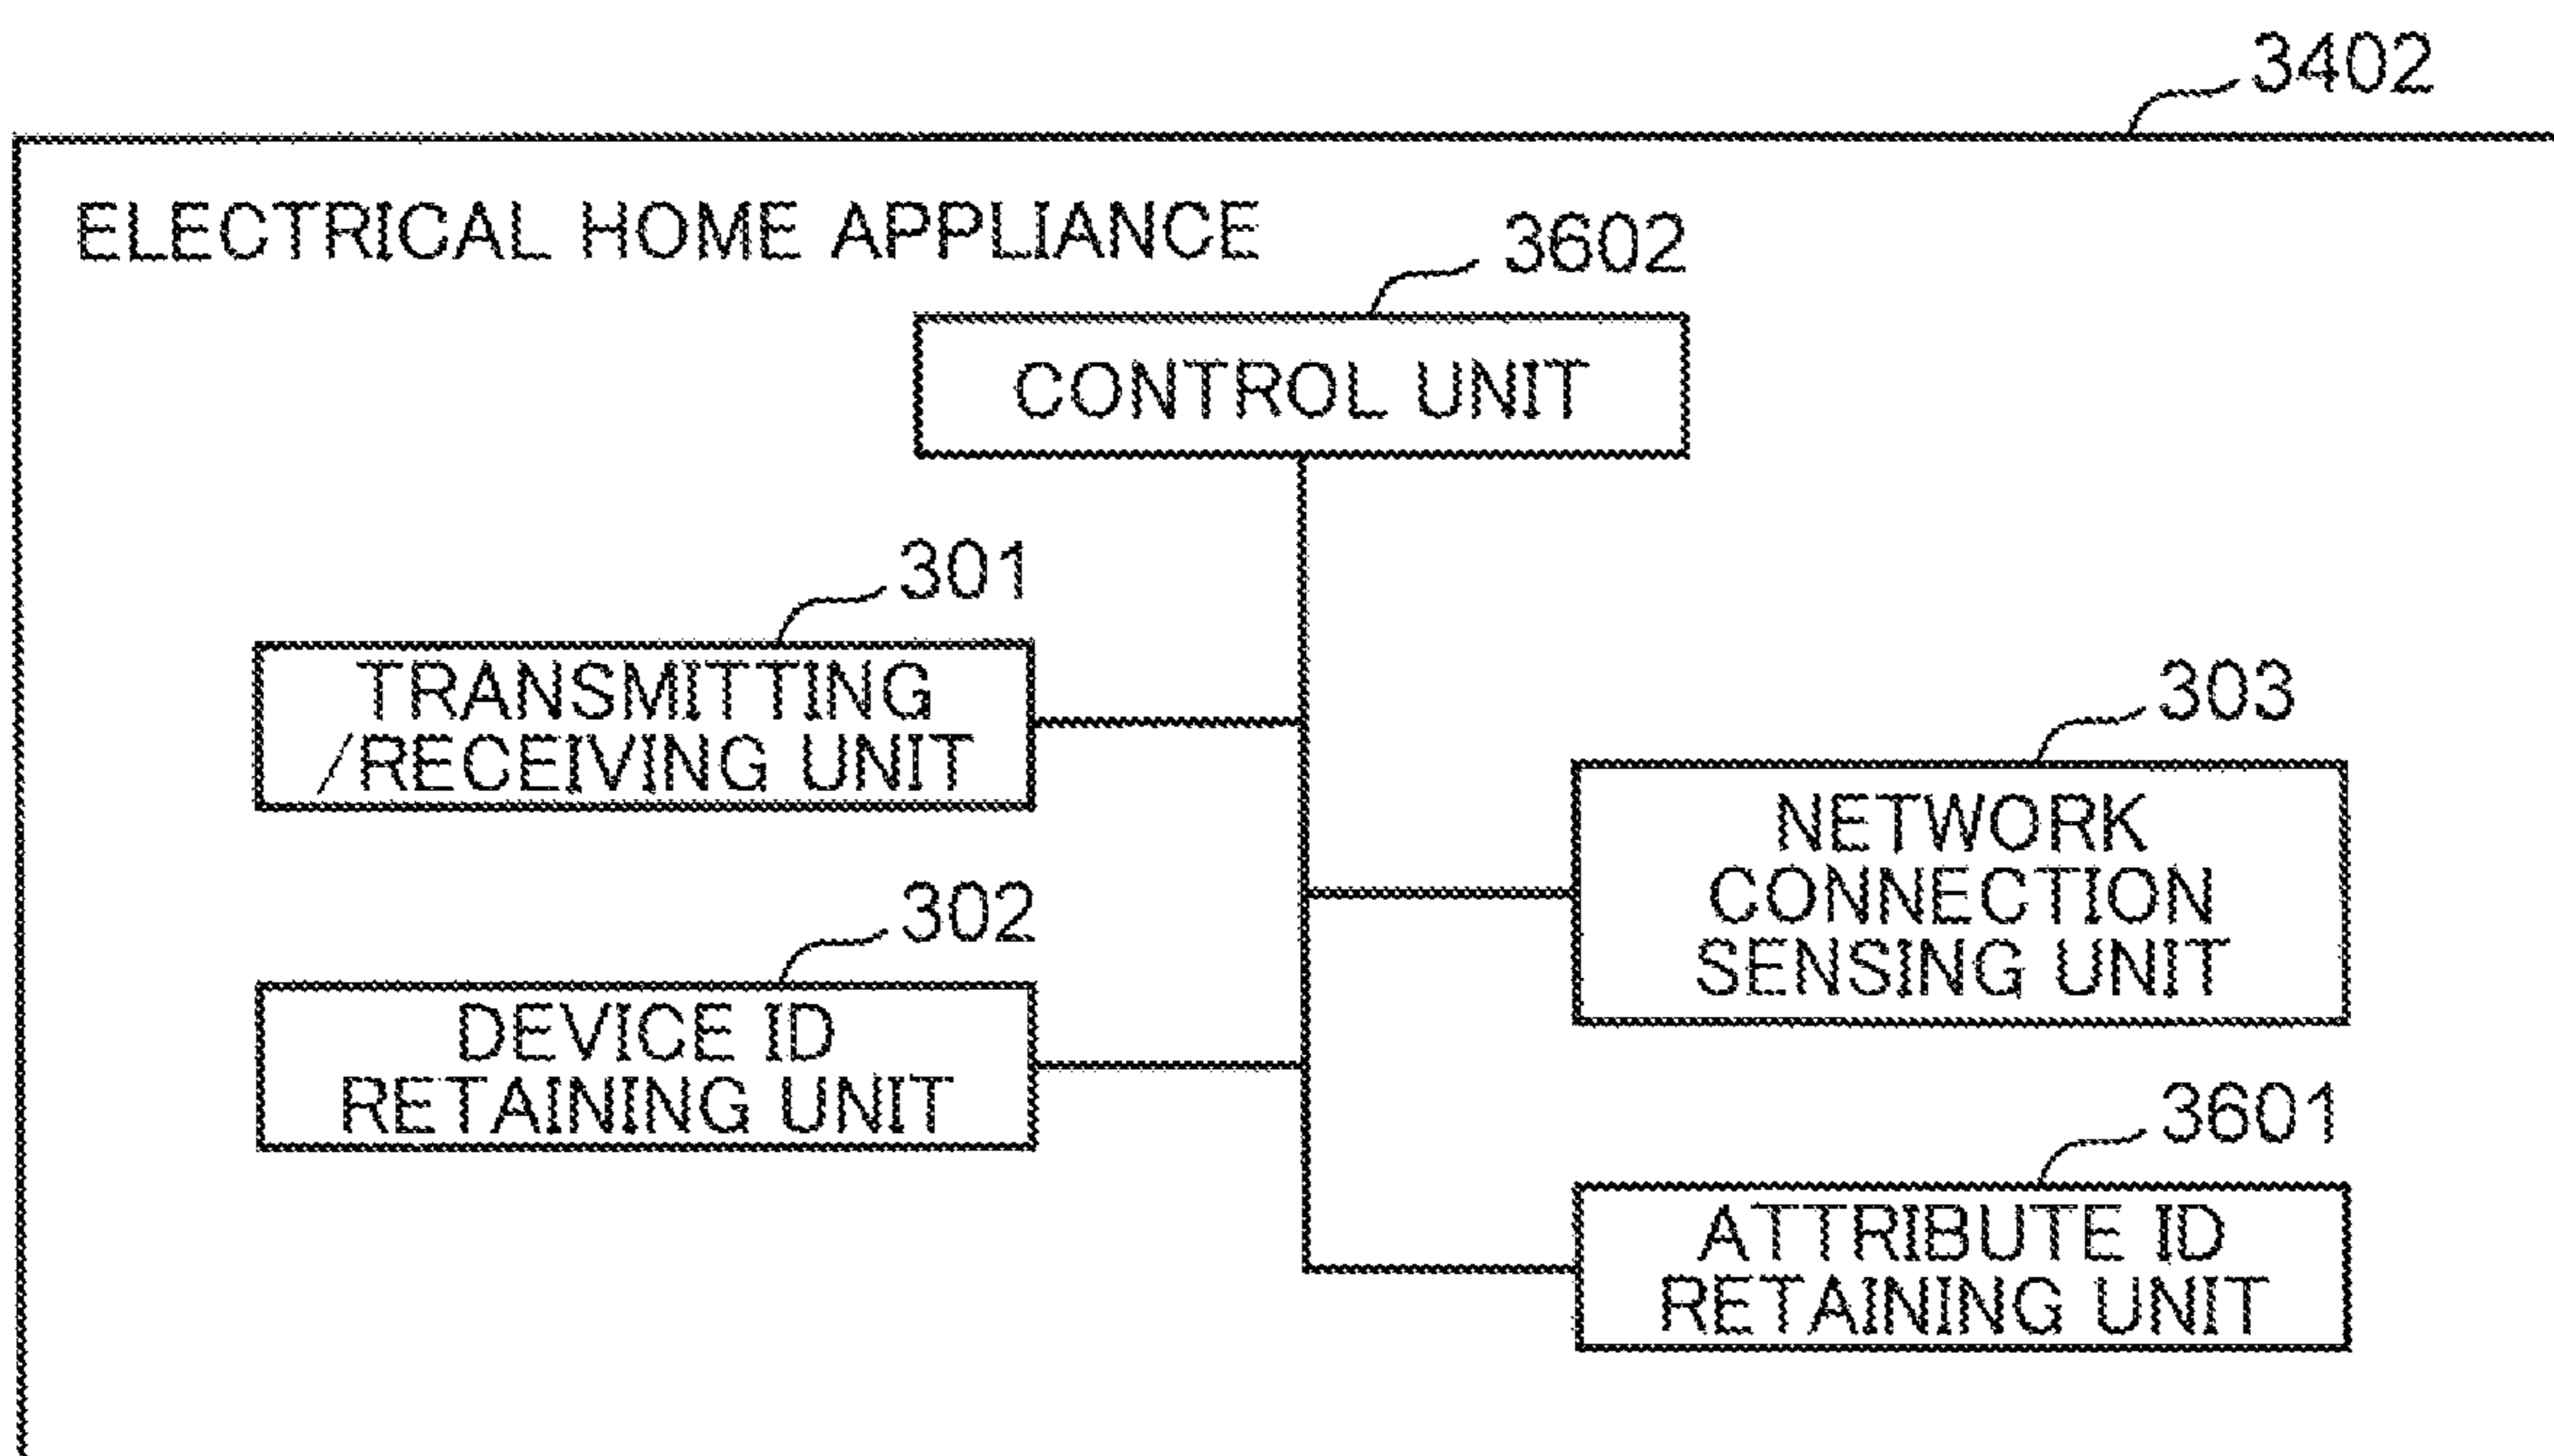 3402
ELECTRICAL HOME APPLIANCE
3602
CONTROL UNIT
301
TRANSMITTING
/RECEIVING UNIT
303
NETWORK
CONNECTION
SENSING UNIT
302
DEVICE ID
RETAINING UNIT
3601
ATTRIBUTE ID
RETAINING UNIT